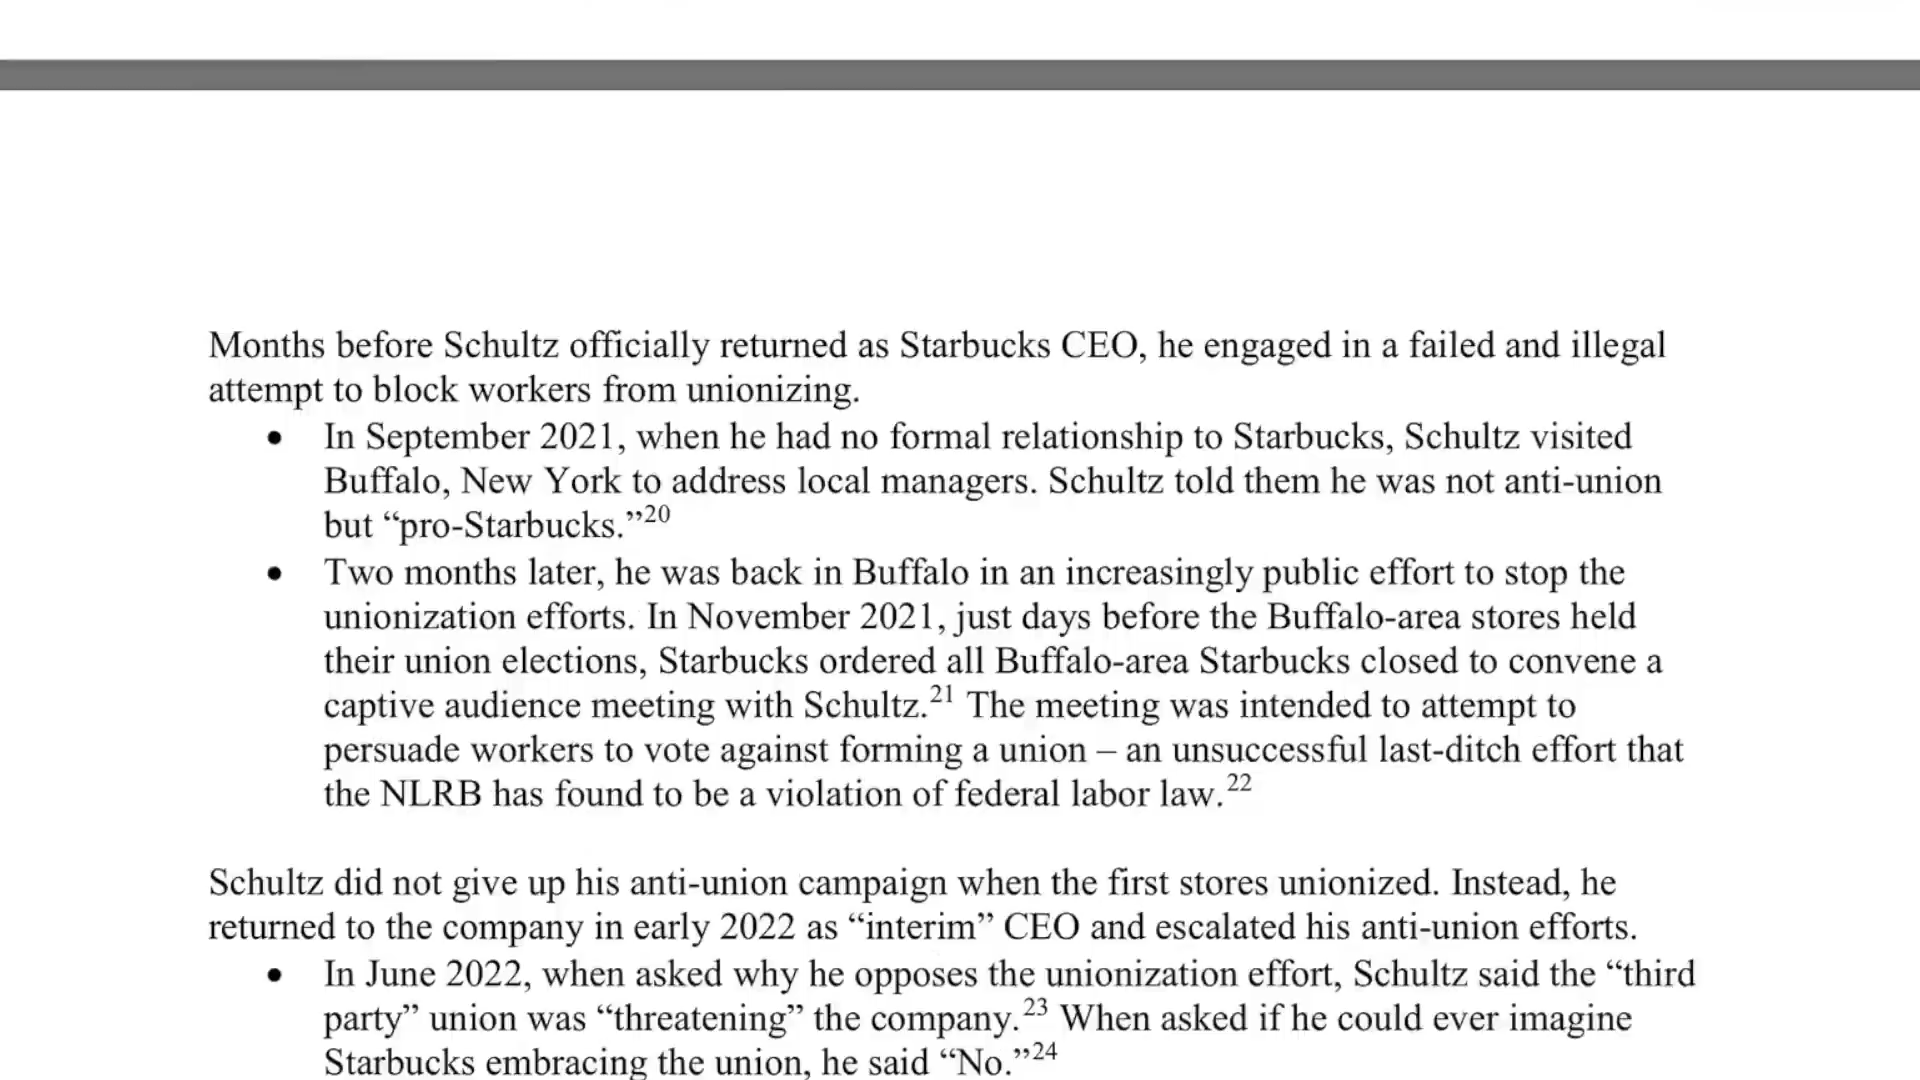 Months before Schultz officially returned as Starbucks CEO, he engaged in a failed and illegal
attempt to block workers from unionizing.
• In September 2021, when he had no formal relationship to Starbucks, Schultz visited
Buffalo, New York to address local managers. Schultz told them he was not anti-union
but “pro-Starbucks.”20
• Two months later, he was back in Buffalo in an increasingly public effort to stop the
unionization efforts. In November 2021, just days before the Buffalo-area stores held
their union elections, Starbucks ordered all Buffalo-area Starbucks closed to convene a
captive audience meeting with Schultz.21 The meeting was intended to attempt to
persuade workers to vote against forming a union – an unsuccessful last-ditch effort that
the NLRB has found to be a violation of federal labor law.22
Schultz did not give up his anti-union campaign when the first stores unionized. Instead, he
returned to the company in early 2022 as “interim” CEO and escalated his anti-union efforts.
• In June 2022, when asked why he opposes the unionization effort, Schultz said the “third
party” union was “threatening” the company.23 When asked if he could ever imagine
Starbucks embracing the union, he said “No.”24